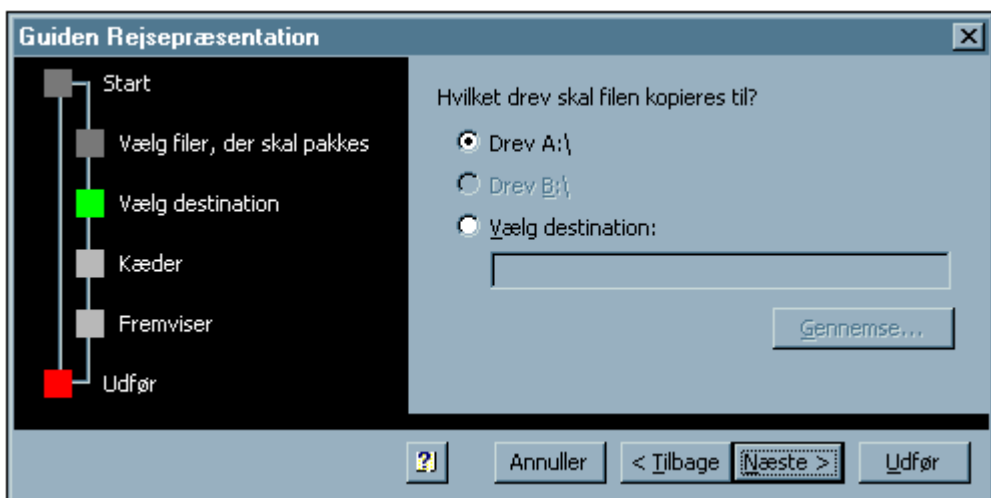 Guiden Rejsepræsentation
Start
Vælg filer, der skal pakkes
Vælg destination
Kæder
Fremviser
Udfør
Hvilket drev skal filen kopieres til?
Drev A:\
Drev B:\
Vælg destination:
Gennemse...
Annuller
< Tilbage
Næste >
Udfør